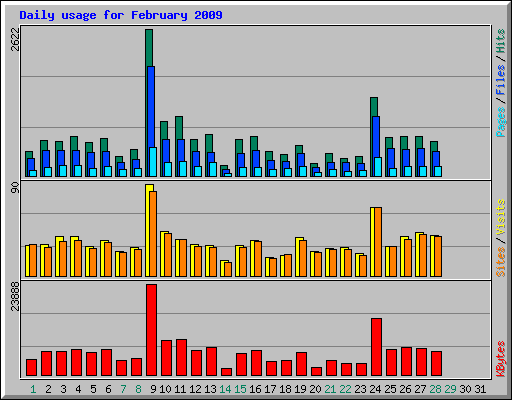 Daily usage for February 2009
2622
Pages / Files / Hits
90
Sites / Visits
23888
KBytes
1 2 3 4 5 6 7 8 9 10 11 12 13 14 15 16 17 18 19 20 21 22 23 24 25 26 27 28 29 30 31